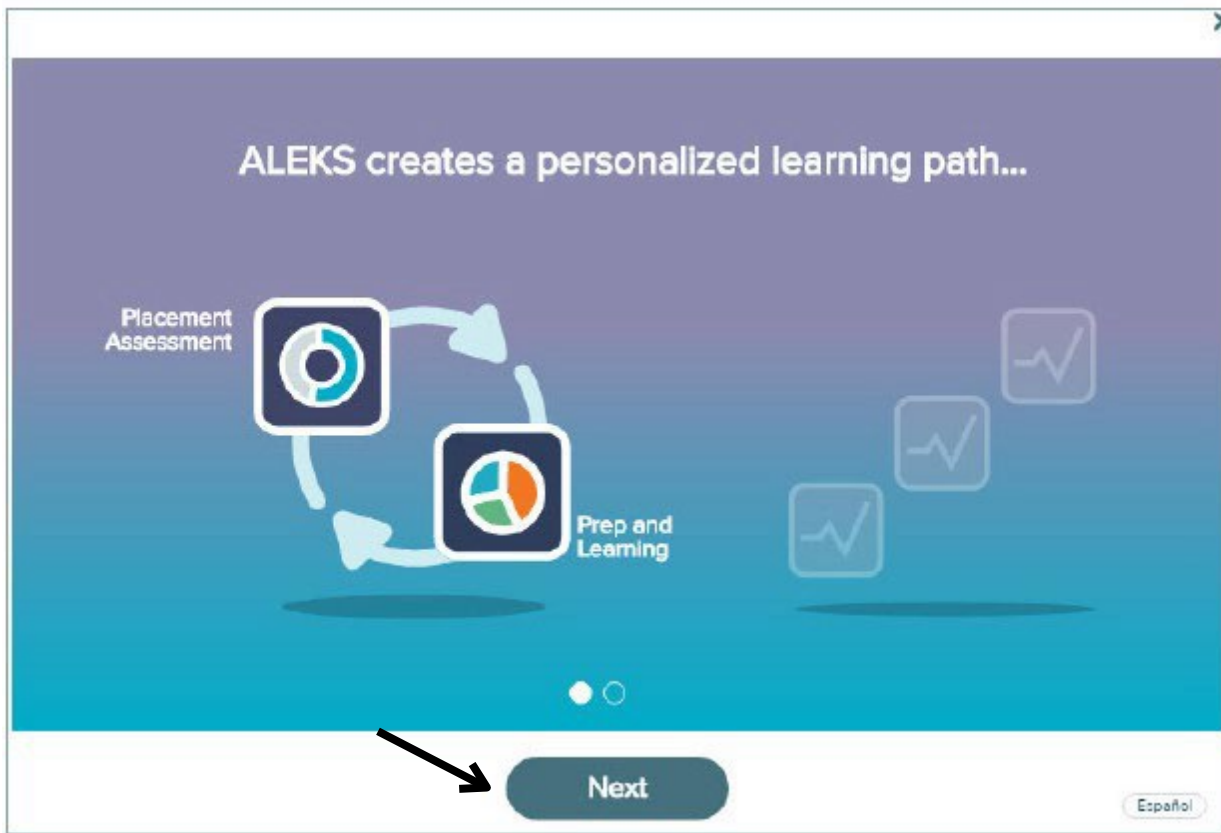 ALEKS creates a personalized learning path...
Placement
Assessment
Prep and
Learning
Next
Español